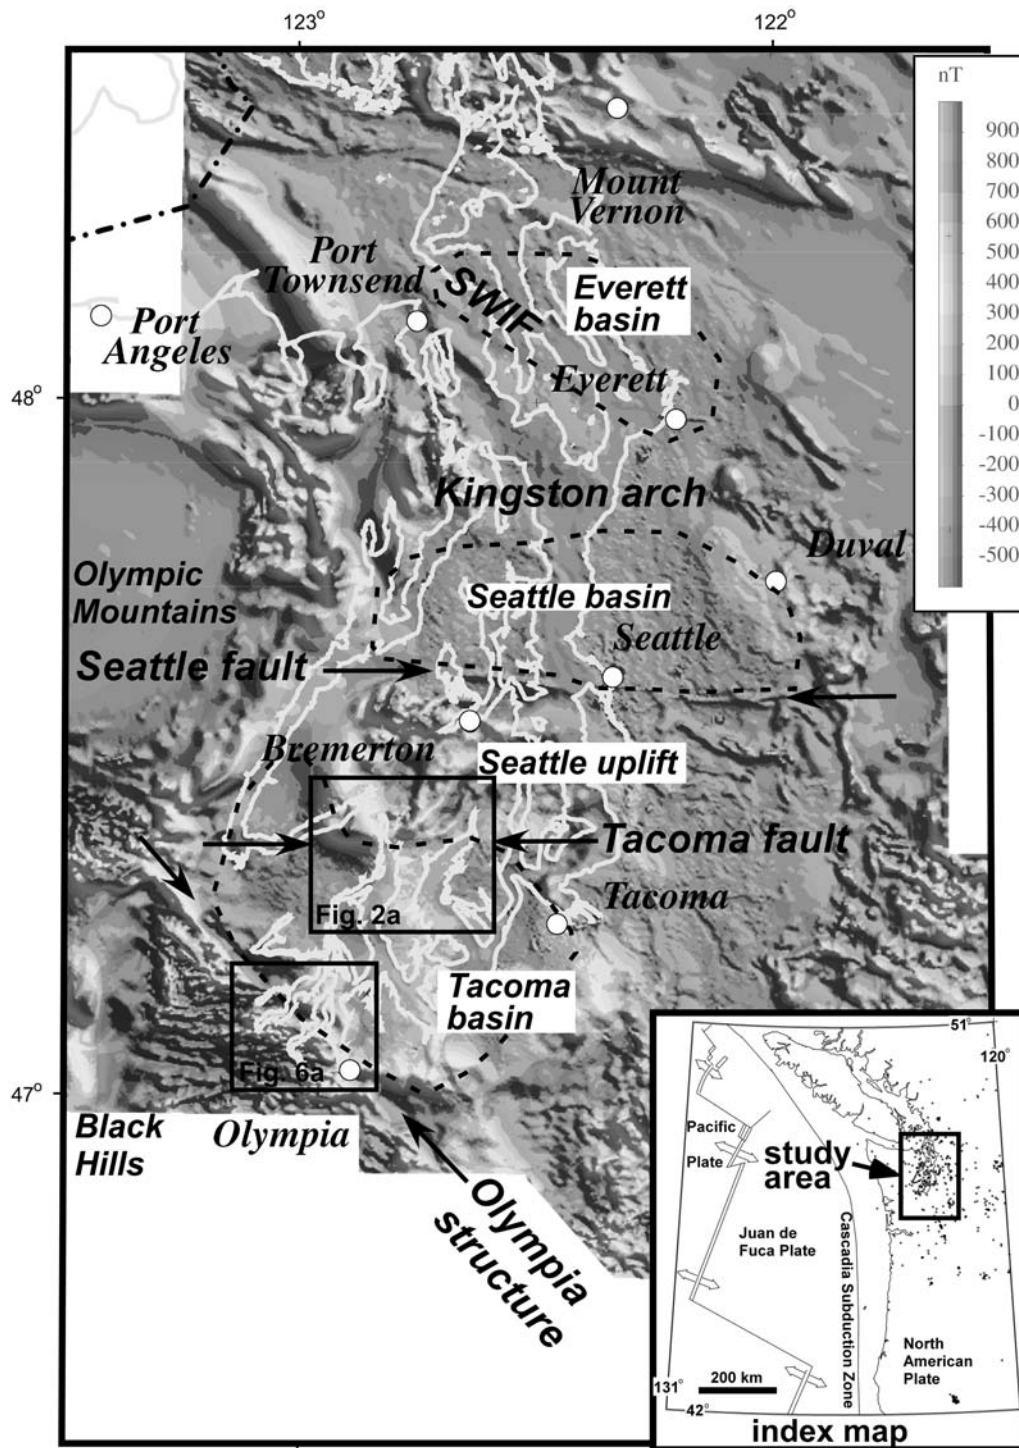 123°
122°
nT
900
800
700
600
500
400
300
200
100
0
-100
-200
-300
-400
-500
Mount
Vernon
Port
Townsend
SWIF
Everett
basin
Port
Angeles
Everett
48°
Kingston arch
Duval
Olympic
Mountains
Seattle basin
Seattle
Seattle fault
Bremerton
Seattle uplift
Tacoma fault
Tacoma
Fig. 2a
Tacoma
basin
Fig. 6a
47°
Black
Hills
Olympia
Olympia
structure
51°
120°
Pacific
Plate
study
area
Juan de
Fuca Plate
Cascadia Subduction Zone
North
American
Plate
200 km
131°
42°
index map